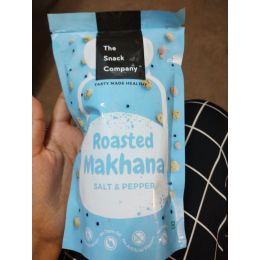 The
Snack
Company
TASTY MADE HEALTHY
Roasted
Makhana
SALT & PEPPER